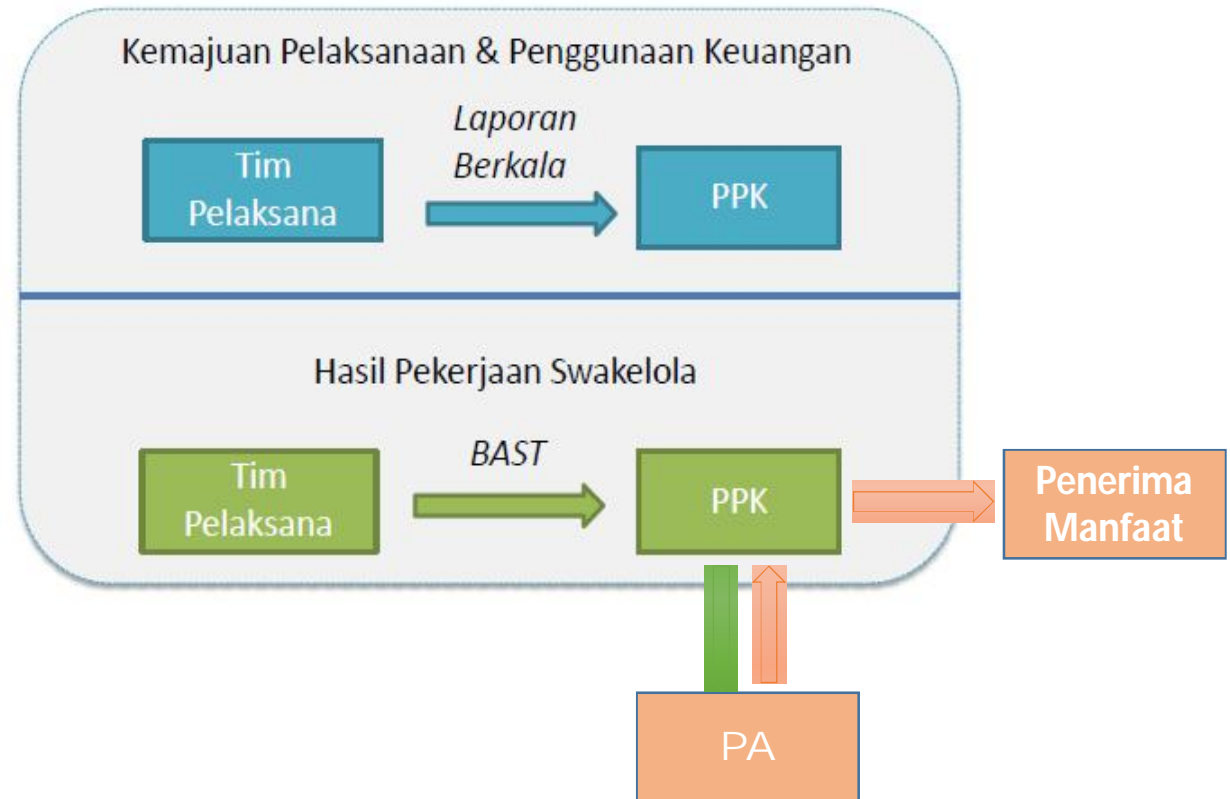 Kemajuan Pelaksanaan & Penggunaan Keuangan
Laporan
Berkala
Tim
Pelaksana
PPK
Hasil Pekerjaan Swakelola
BAST
Tim
Pelaksana
PPK
Penerima
Manfaat
PA